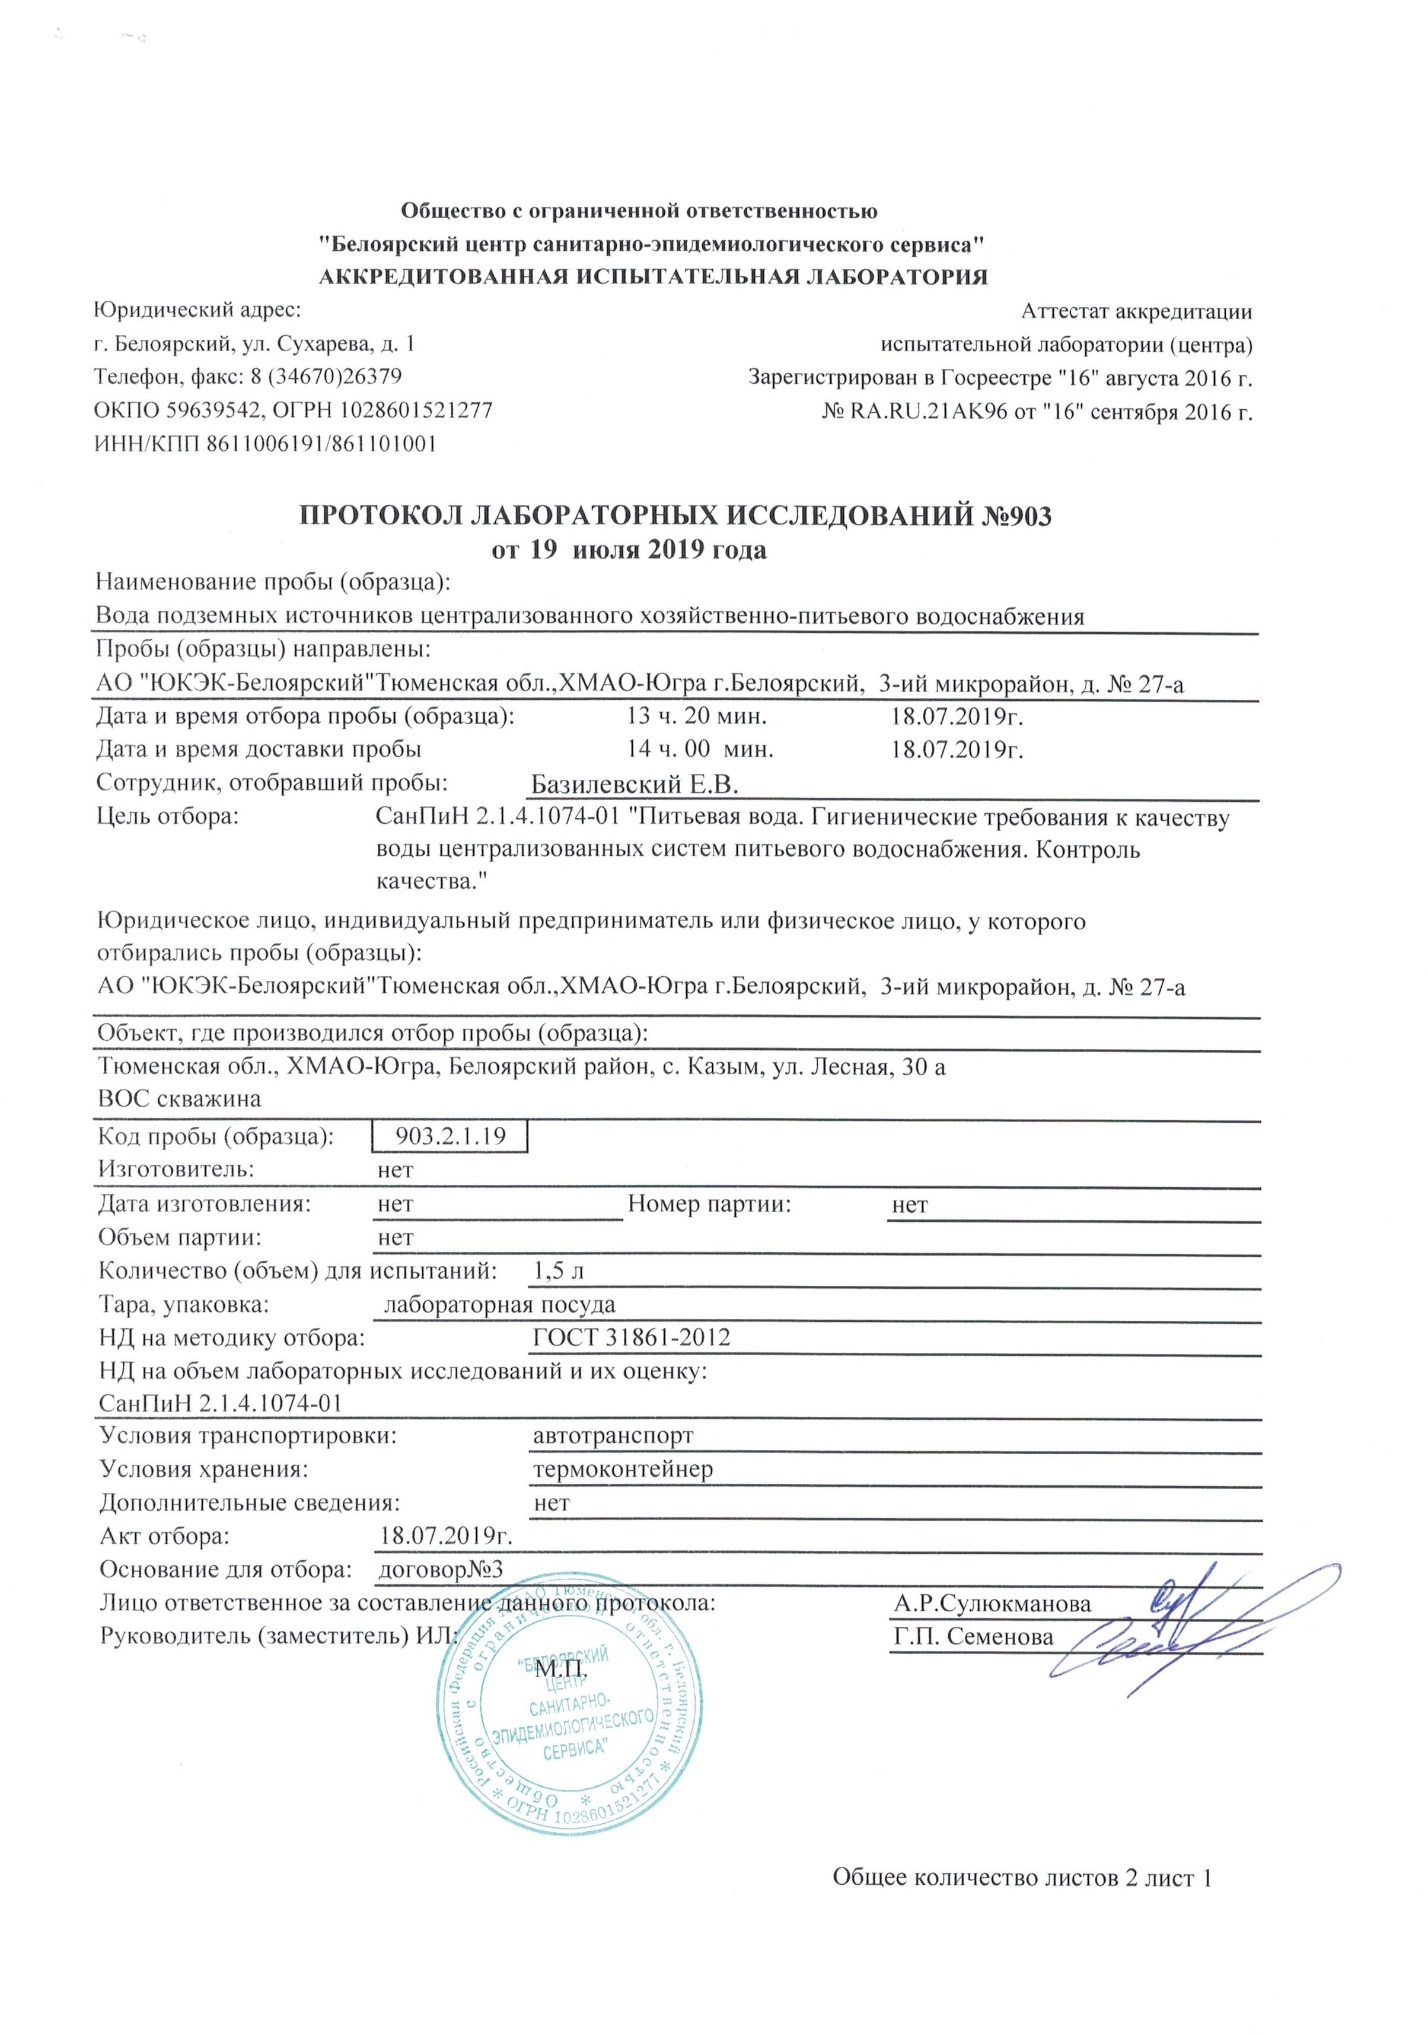 Общество с ограниченной ответственностью
"Белоярский центр санитарно-эпидемиологического сервиса"
АККРЕДИТОВАННАЯ ИСПЫТАТЕЛЬНАЯ ЛАБОРАТОРИЯ
Юридический адрес: Аттестат аккредитации
г. Белоярский, ул. Сухарева, д. 1 испытательной лаборатории (центра)
Телефон, факс: 8 (34670)26379 Зарегистрирован в Госреестре "16" августа 2016 г.
ОКПО 59639542, ОГРН 1028601521277 № RA.RU.21АК96 от "16" сентября 2016 г.
ИНН/КПП 8611006191/861101001
ПРОТОКОЛ ЛАБОРАТОРНЫХ ИССЛЕДОВАНИЙ №903
от 19 июля 2019 года
Наименование пробы (образца):
Вода подземных источников централизованного хозяйственно-питьевого водоснабжения
Пробы (образцы) направлены:
АО "ЮКЭК-Белоярский"Тюменская обл.,ХМАО-Югра г.Белоярский, 3-ий микрорайон, д. № 27-а
Дата и время отбора пробы (образца): 13 ч. 20 мин. 18.07.2019г.
Дата и время доставки пробы 14 ч. 00 мин. 18.07.2019г.
Сотрудник, отобравший пробы: Базилевский Е.В.
Цель отбора: СанПиН 2.1.4.1074-01 "Питьевая вода. Гигиенические требования к качеству
воды централизованных систем питьевого водоснабжения. Контроль
качества."
Юридическое лицо, индивидуальный предприниматель или физическое лицо, у которого
отбирались пробы (образцы):
АО "ЮКЭК-Белоярский"Тюменская обл.,ХМАО-Югра г.Белоярский, 3-ий микрорайон, д. № 27-а
Объект, где производился отбор пробы (образца):
Тюменская обл., ХМАО-Югра, Белоярский район, с. Казым, ул. Лесная, 30 а
ВОС скважина
Код пробы (образца): 903.2.1.19
Изготовитель: нет
Дата изготовления: нет Номер партии: нет
Объем партии: нет
Количество (объем) для испытаний: 1,5 л
Тара, упаковка: лабораторная посуда
НД на методику отбора: ГОСТ 31861-2012
НД на объем лабораторных исследований и их оценку:
СанПиН 2.1.4.1074-01
Условия транспортировки: автотранспорт
Условия хранения: термоконтейнер
Дополнительные сведения: нет
Акт отбора: 18.07.2019г.
Основание для отбора: договор№3
Лицо ответственное за составление данного протокола: А.Р.Сулюкманова
Руководитель (заместитель) ИЛ: Г.П. Семенова
М.П.
"БЕЛОЯРСКИЙ
ЦЕНТР
САНИТАРНО-
ЭПИДЕМИОЛОГИЧЕСКОГО
СЕРВИСА"
Общество с ограниченной ответственностью *
* Российская Федерация ХМАО Тюменской обл. г. Белоярский * ОГРН 1028601521277
Общее количество листов 2 лист 1